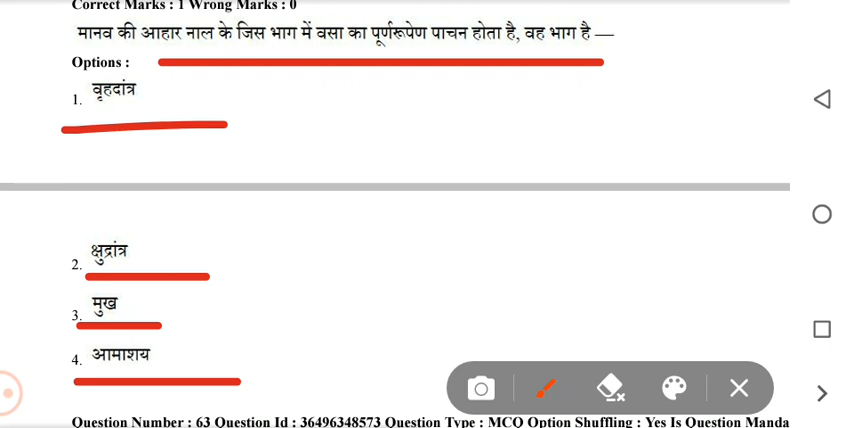 Correct Marks : 1 Wrong Marks : 0
मानव की आहार नाल के जिस भाग में वसा का पूर्णरूपेण पाचन होता है, वह भाग है —
Options :
1. वृहदांत्र
2. क्षुद्रांत्र
3. मुख
4. आमाशय
Question Number : 63 Question Id : 36496348573 Question Type : MCQ Option Shuffling : Yes Is Question Manda